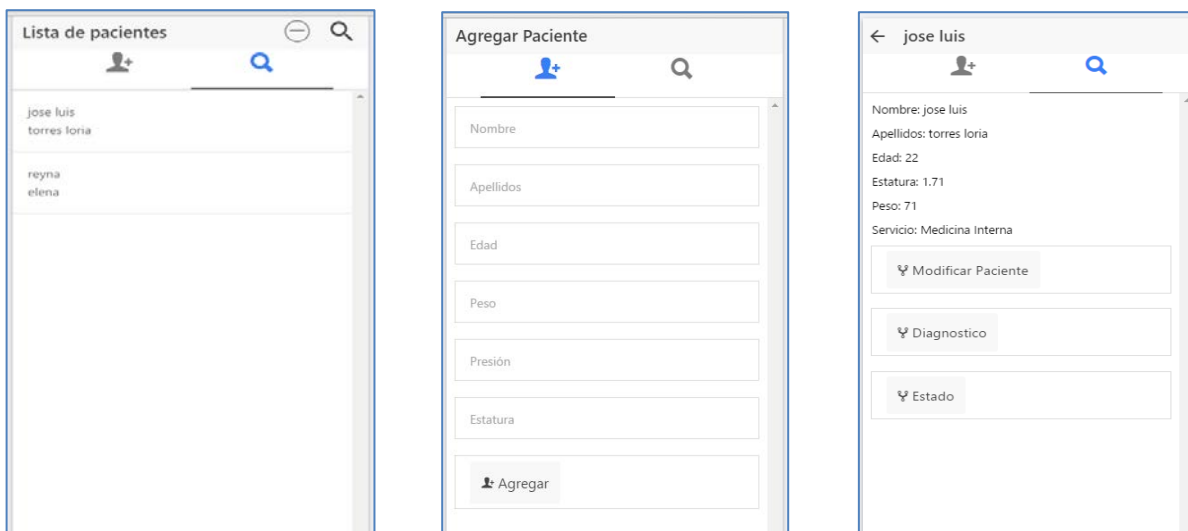 Lista de pacientes
jose luis
torres loria
reyna
elena
Agregar Paciente
Nombre
Apellidos
Edad
Peso
Presión
Estatura
Agregar
jose luis
Nombre: jose luis
Apellidos: torres loria
Edad: 22
Estatura: 1.71
Peso: 71
Servicio: Medicina Interna
Modificar Paciente
Diagnostico
Estado